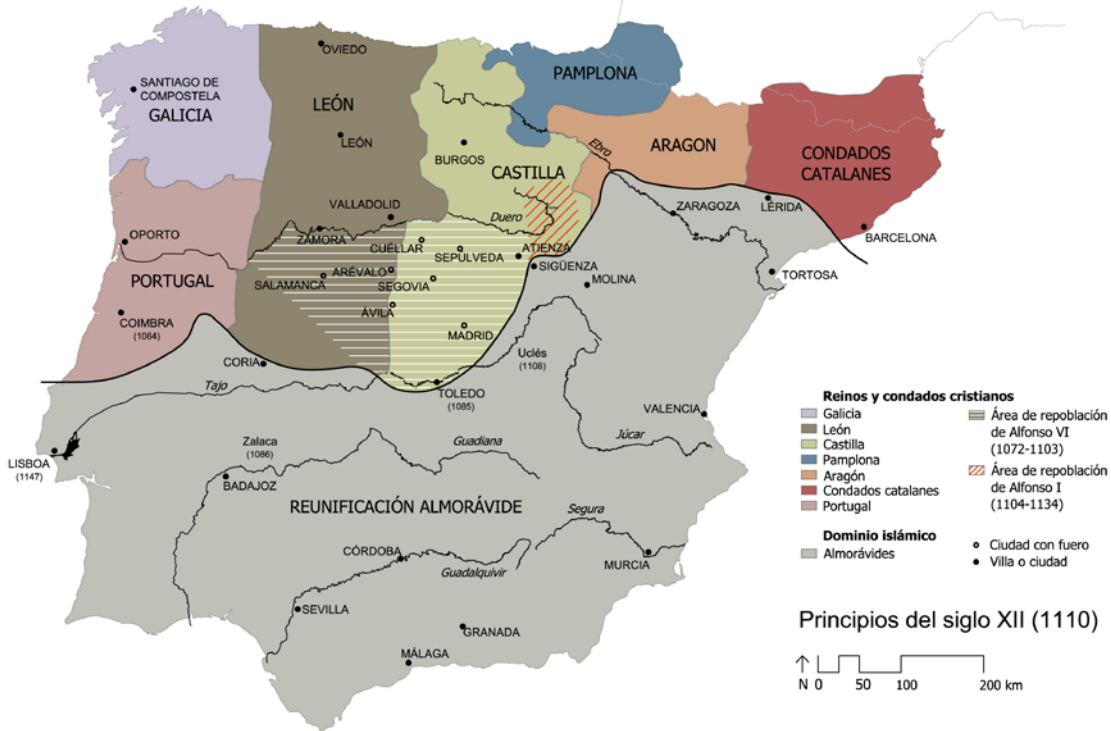 OVIEDO
SANTIAGO DE
COMPOSTELA
GALICIA
LEÓN
LEÓN
PAMPLONA
BURGOS
CASTILLA
Ebro
ARAGON
CONDADOS
CATALANES
VALLADOLID
Duero
ZARAGOZA
LÉRIDA
BARCELONA
OPORTO
ZAMORA
CUÉLLAR
SEPÚLVEDA
ATIENZA
SIGÜENZA
MOLINA
TORTOSA
PORTUGAL
SALAMANCA
ARÉVALO
SEGOVIA
ÁVILA
MADRID
COIMBRA
(1064)
CORIA
Tajo
TOLEDO
(1085)
Uclés
(1108)
VALENCIA
Júcar
LISBOA
(1147)
Zalaca
(1086)
Guadiana
BADAJOZ
REUNIFICACIÓN ALMORÁVIDE
Segura
CÓRDOBA
Guadalquivir
MURCIA
SEVILLA
GRANADA
MÁLAGA
Reinos y condados cristianos
Galicia
León
Castilla
Pamplona
Aragón
Condados catalanes
Portugal
Dominio islámico
Almorávides
Área de repoblación
de Alfonso VI
(1072-1103)
Área de repoblación
de Alfonso I
(1104-1134)
Ciudad con fuero
Villa o ciudad
Principios del siglo XII (1110)
N 0 50 100 200 km